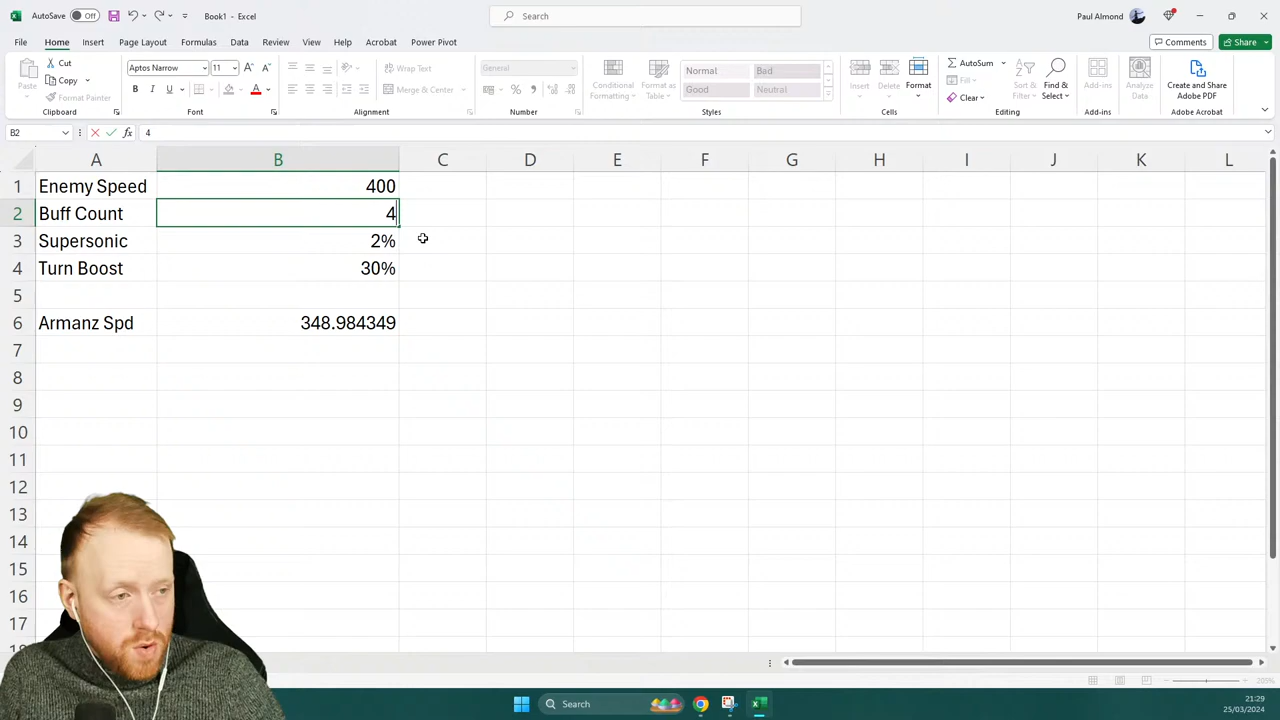 AutoSave Off Book1 - Excel Search Paul Almond
File Home Insert Page Layout Formulas Data Review View Help Acrobat Power Pivot Comments Share
Paste Cut Copy Format Painter Clipboard
Aptos Narrow 11 A A B I U A Font
Wrap Text Merge & Center Alignment
General % Number
Conditional Formatting Format as Table Normal Bad Good Neutral Styles
Insert Delete Format Cells
AutoSum Fill Clear Sort & Filter Find & Select Editing
Add-ins Add-ins
Analyze Data
Create and Share Adobe PDF Adobe Acrobat
B2 fx 4
A B C D E F G H I J K L
1 Enemy Speed 400
2 Buff Count 4
3 Supersonic 2%
4 Turn Boost 30%
5
6 Armanz Spd 348.984349
7
8
9
10
11
12
13
14
15
16
17
205%
Search 21:29
25/03/2024